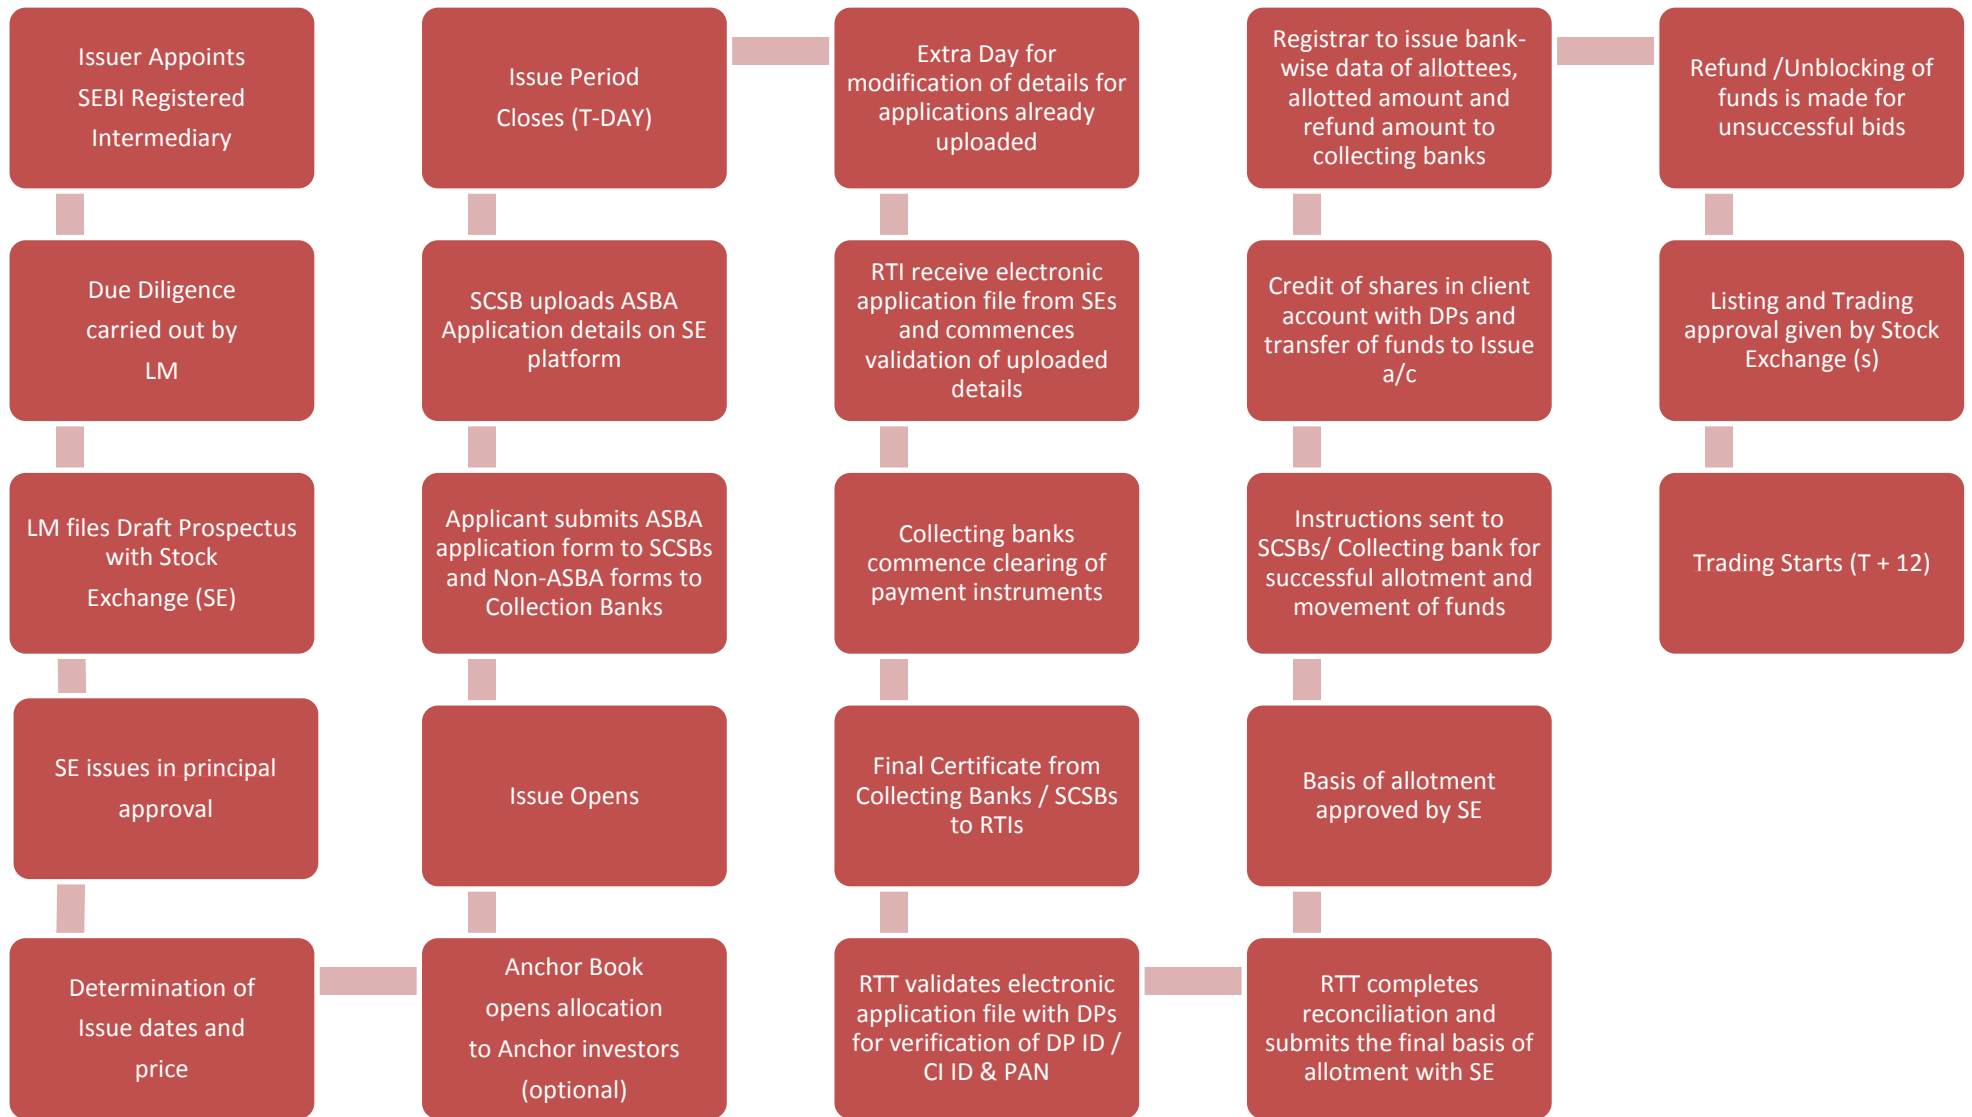 Issuer Appoints
SEBI Registered
Intermediary
Due Diligence
carried out by
LM
LM files Draft Prospectus
with Stock
Exchange (SE)
SE issues in principal
approval
Determination of
Issue dates and
price
Anchor Book
opens allocation
to Anchor investors
(optional)
Issue Opens
Applicant submits ASBA
application form to SCSBs
and Non-ASBA forms to
Collection Banks
SCSB uploads ASBA
Application details on SE
platform
Issue Period
Closes (T-DAY)
Extra Day for
modification of details for
applications already
uploaded
RTI receive electronic
application file from SEs
and commences
validation of uploaded
details
Collecting banks
commence clearing of
payment instruments
Final Certificate from
Collecting Banks / SCSBs
to RTIs
RTT validates electronic
application file with DPs
for verification of DP ID /
CI ID & PAN
RTT completes
reconciliation and
submits the final basis of
allotment with SE
Basis of allotment
approved by SE
Instructions sent to
SCSBs/ Collecting bank for
successful allotment and
movement of funds
Credit of shares in client
account with DPs and
transfer of funds to Issue
a/c
Registrar to issue bank-
wise data of allottees,
allotted amount and
refund amount to
collecting banks
Refund /Unblocking of
funds is made for
unsuccessful bids
Listing and Trading
approval given by Stock
Exchange (s)
Trading Starts (T + 12)